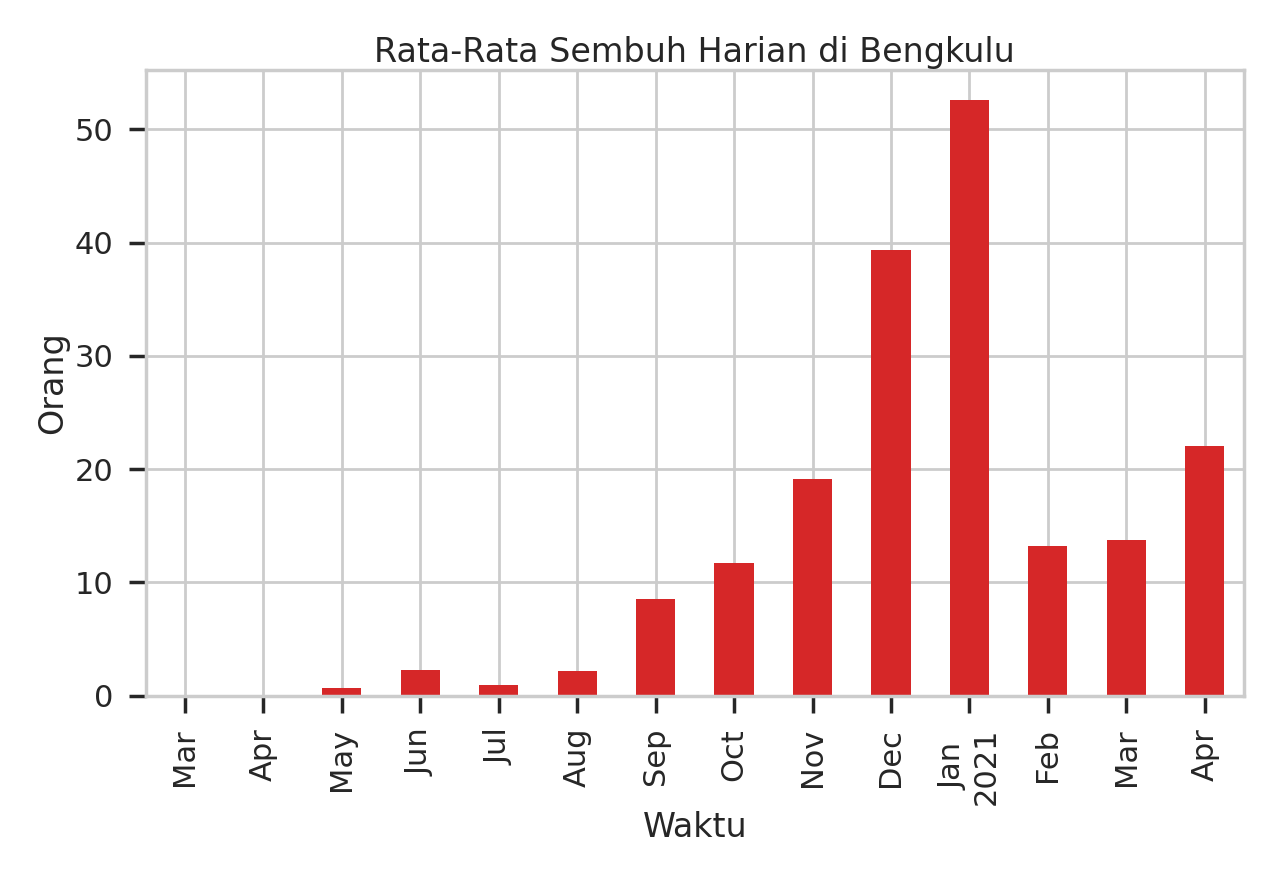 Rata-Rata Sembuh Harian di Bengkulu
Orang
50
40
30
20
10
0
Mar
Apr
May
Jun
Jul
Aug
Sep
Oct
Nov
Dec
Jan
2021
Feb
Mar
Apr
Waktu